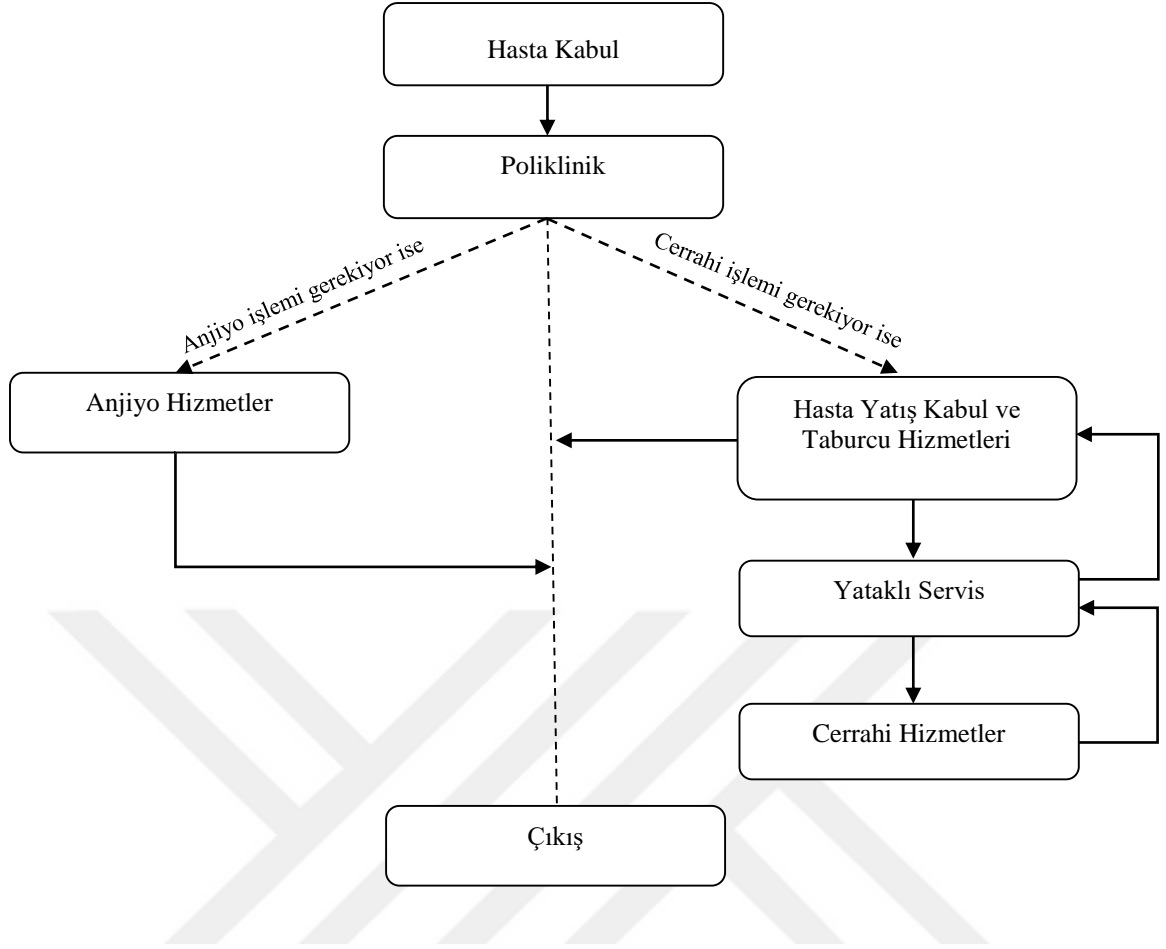 Hasta Kabul
Poliklinik
Anjiyo işlemi gerekiyor ise
Cerrahi işlemi gerekiyor ise
Anjiyo Hizmetler
Hasta Yatış Kabul ve
Taburcu Hizmetleri
Yataklı Servis
Cerrahi Hizmetler
Çıkış